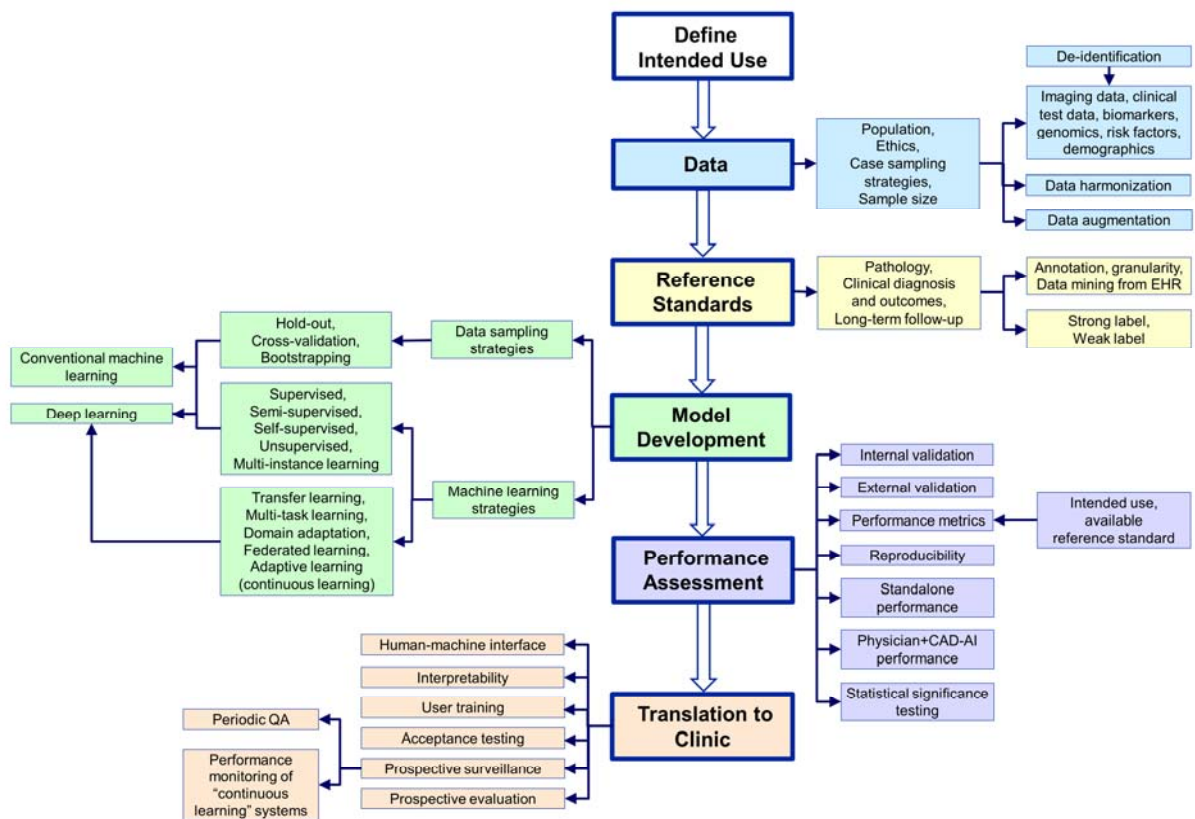 Define
Intended Use
De-identification
Imaging data, clinical
test data, biomarkers,
genomics, risk factors,
demographics
Population,
Ethics,
Case sampling
strategies,
Sample size
Data
Data harmonization
Data augmentation
Reference
Standards
Pathology,
Clinical diagnosis
and outcomes,
Long-term follow-up
Annotation, granularity,
Data mining from EHR
Strong label,
Weak label
Hold-out,
Cross-validation,
Bootstrapping
Data sampling
strategies
Conventional machine
learning
Deep learning
Supervised,
Semi-supervised,
Self-supervised,
Unsupervised,
Multi-instance learning
Model
Development
Machine learning
strategies
Transfer learning,
Multi-task learning,
Domain adaptation,
Federated learning,
Adaptive learning
(continuous learning)
Performance
Assessment
Internal validation
External validation
Performance metrics
Intended use,
available
reference standard
Reproducibility
Standalone
performance
Physician+CAD-AI
performance
Statistical significance
testing
Human-machine interface
Interpretability
User training
Acceptance testing
Prospective surveillance
Prospective evaluation
Translation to
Clinic
Periodic QA
Performance
monitoring of
“continuous
learning” systems